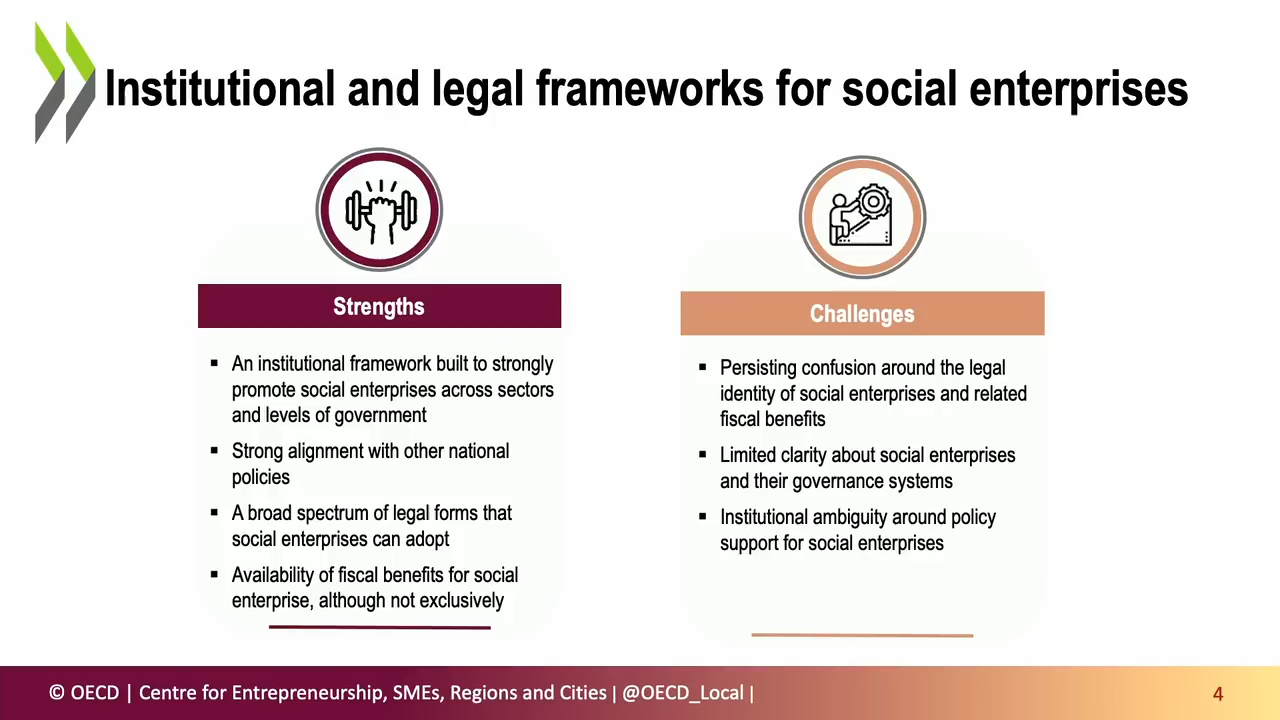 Institutional and legal frameworks for social enterprises
Strengths
▪ An institutional framework built to strongly
promote social enterprises across sectors
and levels of government
▪ Strong alignment with other national
policies
▪ A broad spectrum of legal forms that
social enterprises can adopt
▪ Availability of fiscal benefits for social
enterprise, although not exclusively
Challenges
▪ Persisting confusion around the legal
identity of social enterprises and related
fiscal benefits
▪ Limited clarity about social enterprises
and their governance systems
▪ Institutional ambiguity around policy
support for social enterprises
© OECD | Centre for Entrepreneurship, SMEs, Regions and Cities | @OECD_Local |
4